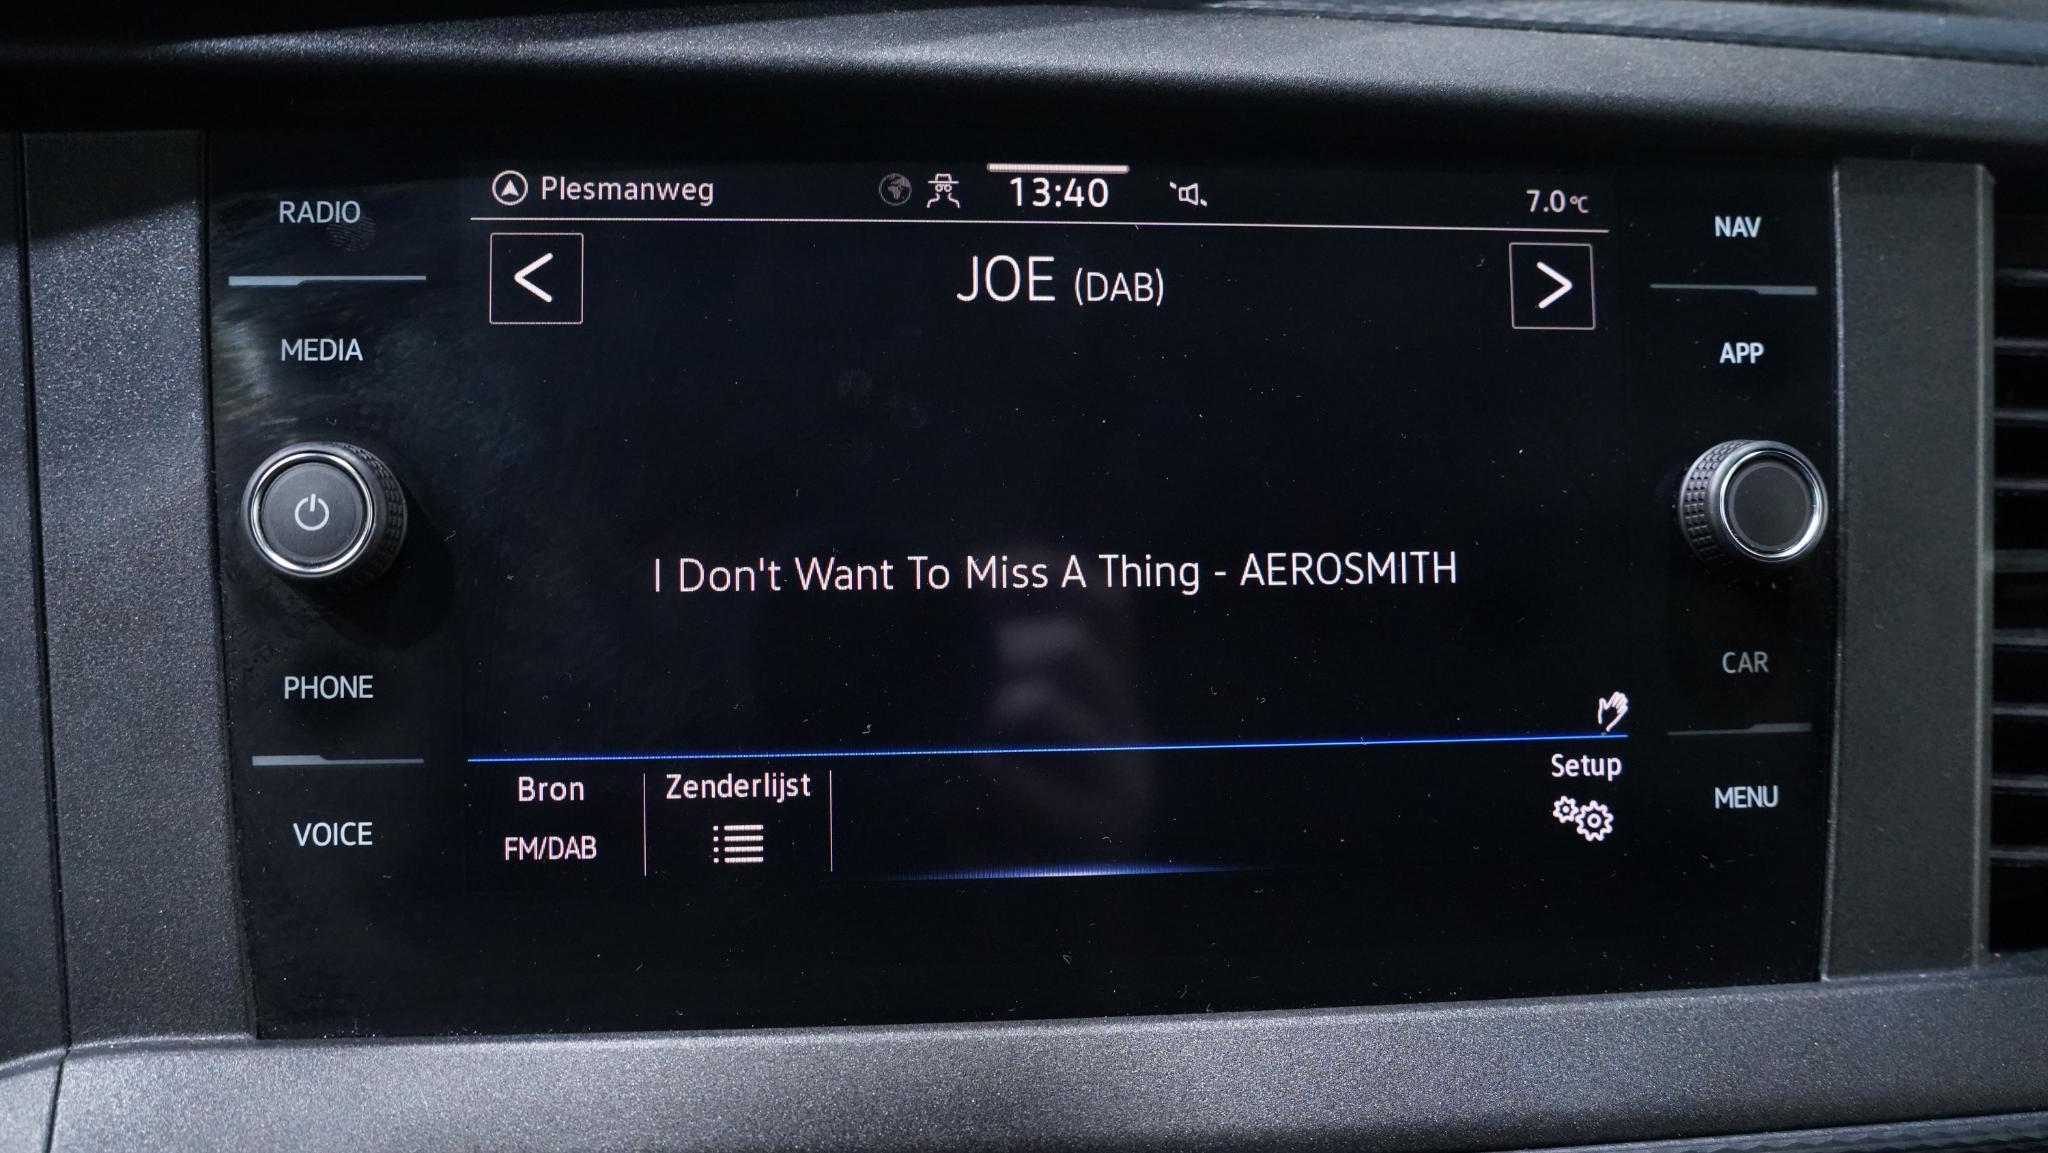 Plesmanweg
13:40
7.0°C
RADIO
MEDIA
PHONE
VOICE
<
JOE (DAB)
>
I Don't Want To Miss A Thing - AEROSMITH
Bron
FM/DAB
Zenderlijst
Setup
NAV
APP
CAR
MENU